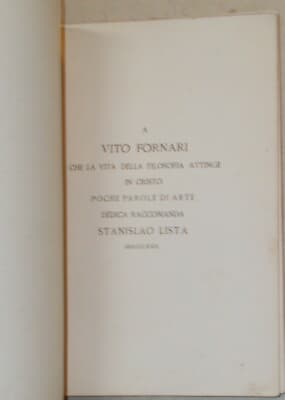 A
VITO FORNARI
CHE LA VITA DELLA FILOSOFIA ATTINGE
IN CRISTO
POCHE PAROLE DI ARTE
DEDICA RACCOMANDA
STANISLAO LISTA